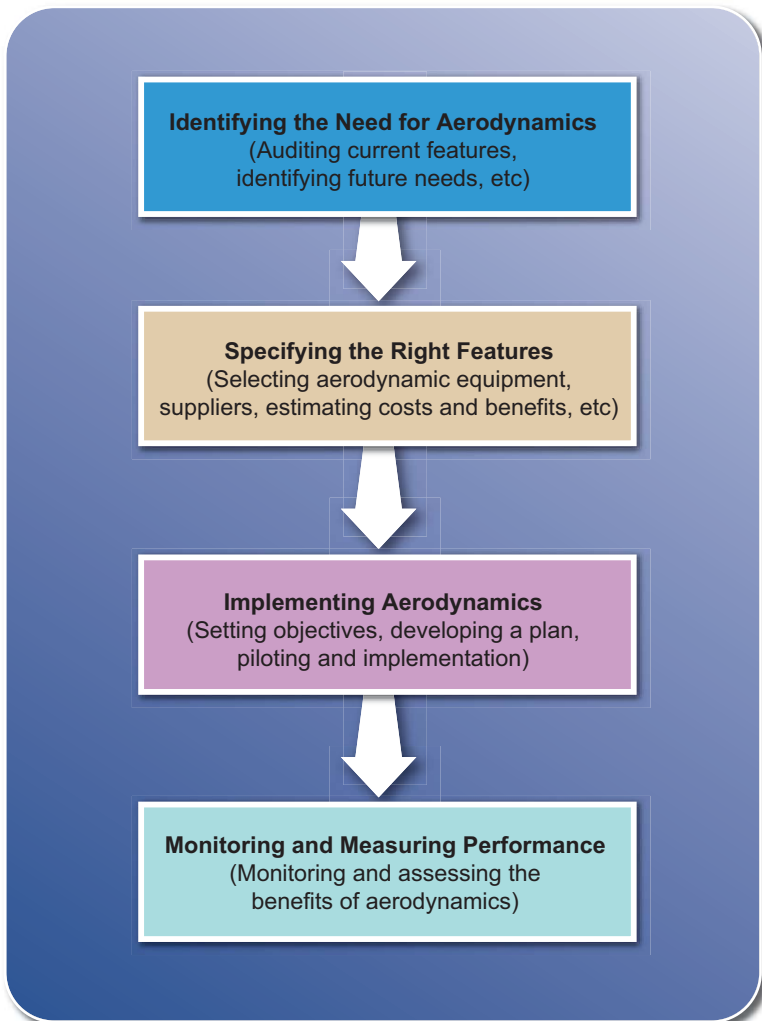 Identifying the Need for Aerodynamics
(Auditing current features,
identifying future needs, etc)
Specifying the Right Features
(Selecting aerodynamic equipment,
suppliers, estimating costs and benefits, etc)
Implementing Aerodynamics
(Setting objectives, developing a plan,
piloting and implementation)
Monitoring and Measuring Performance
(Monitoring and assessing the
benefits of aerodynamics)